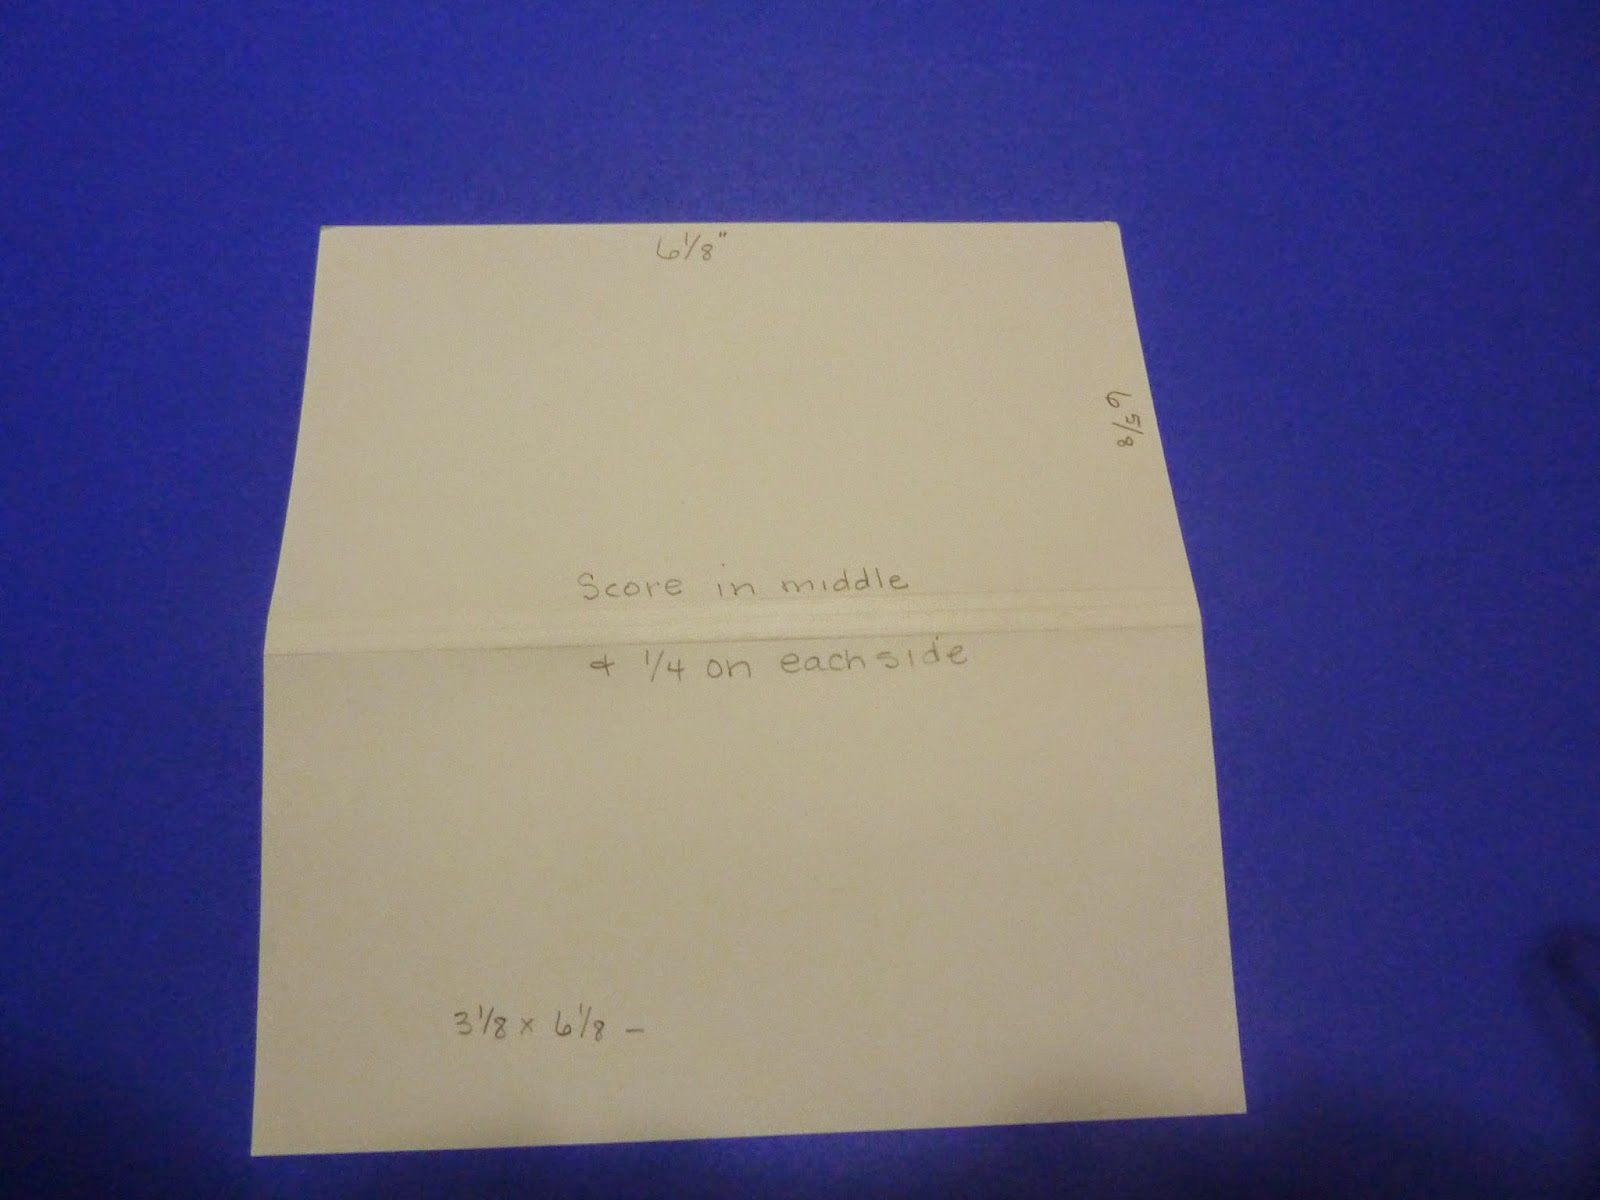 6 1/8"
6 5/8
Score in middle
& 1/4 on each side
3 1/8 x 6 1/8 –